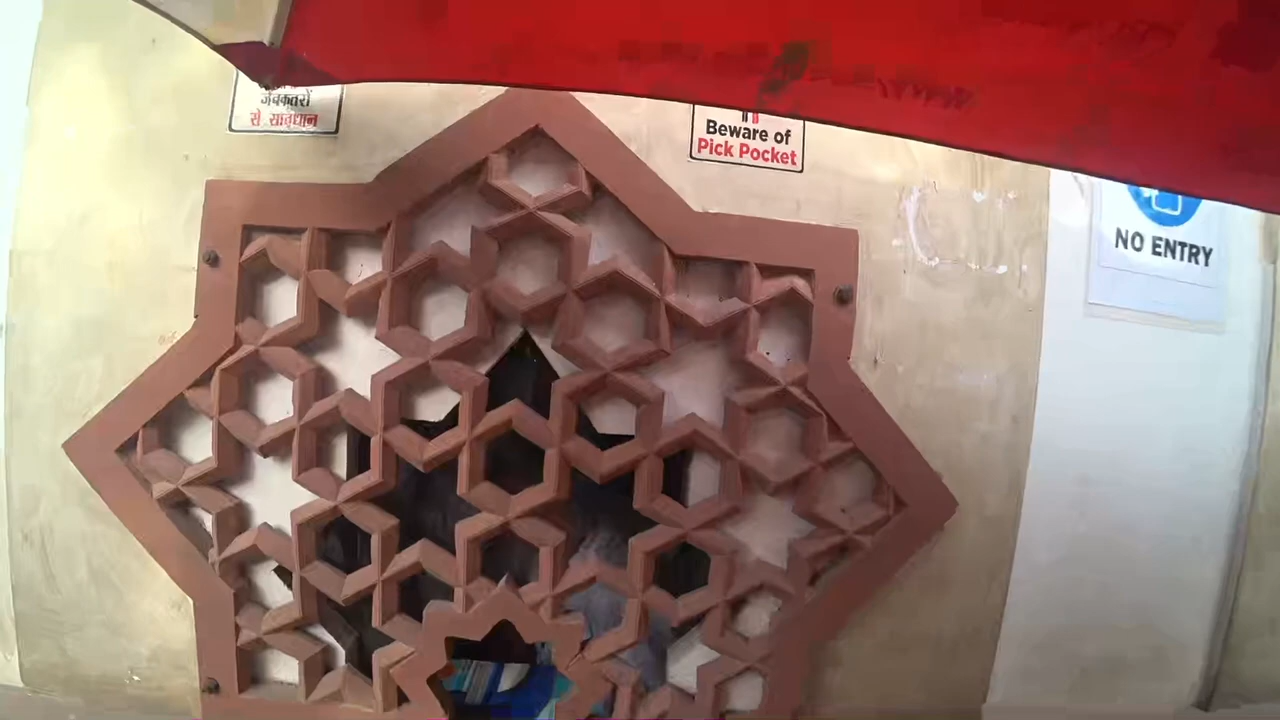 जेबकतरों
से सावधान
Beware of
Pick Pocket
NO ENTRY